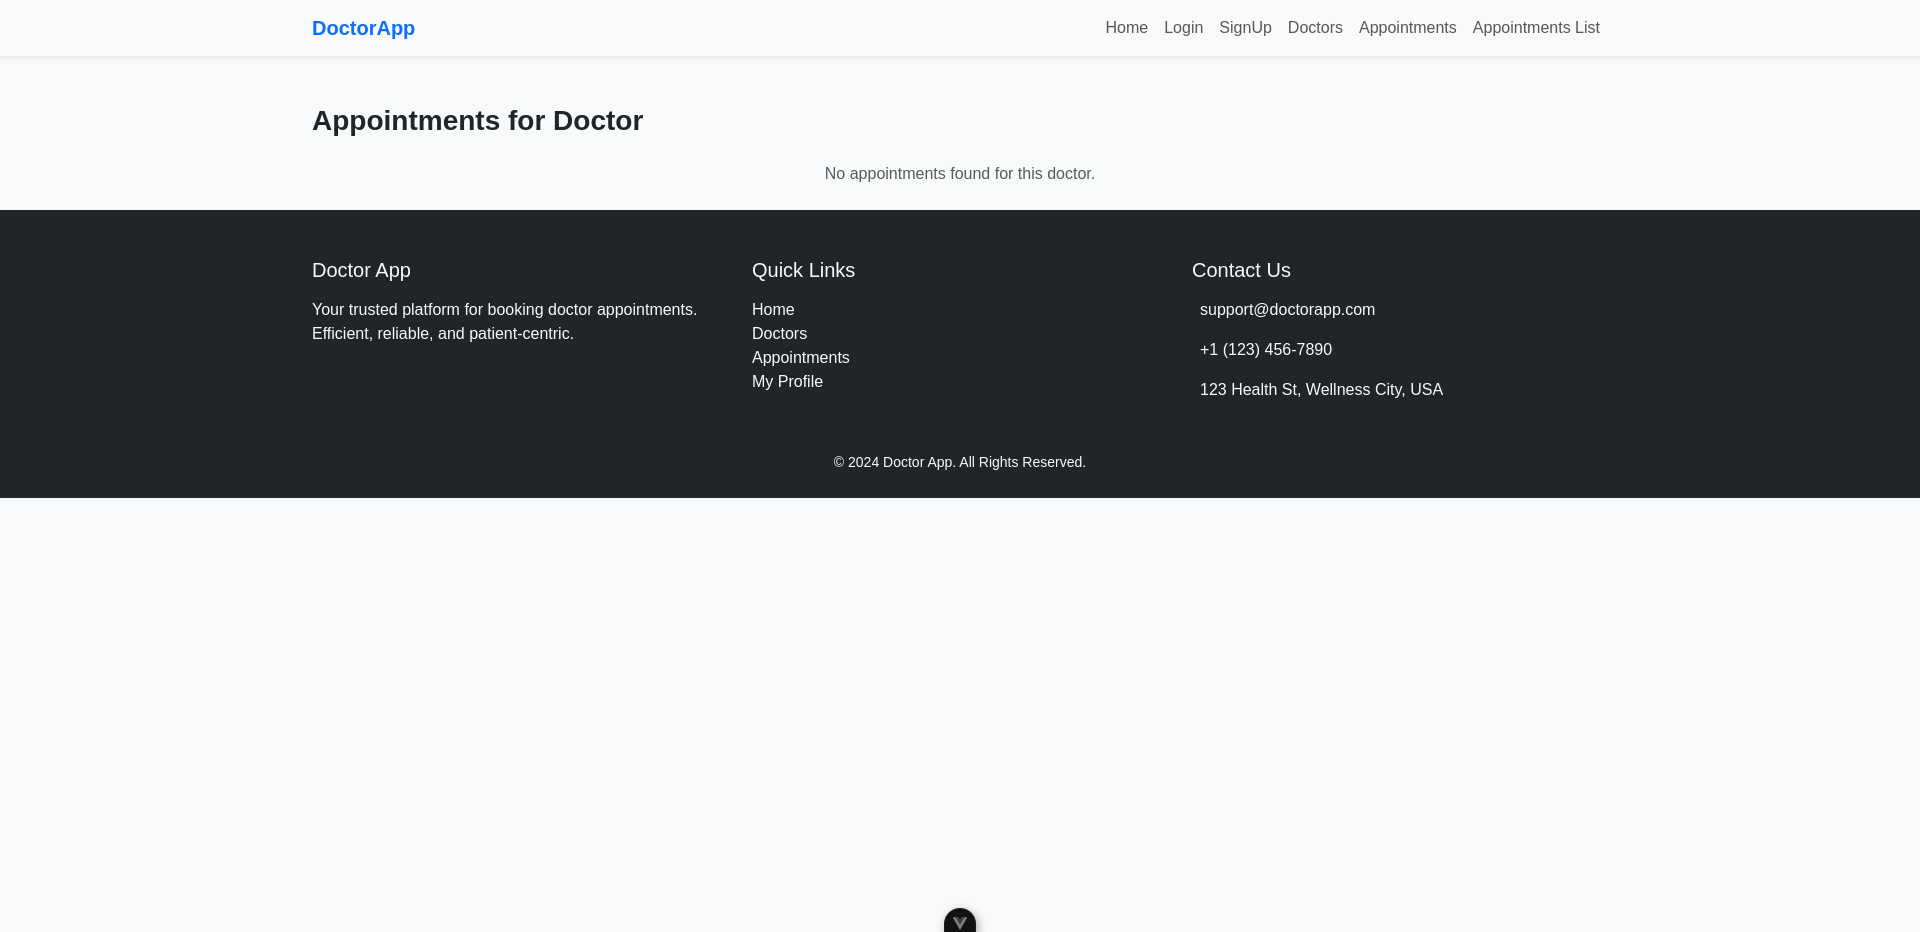 DoctorApp
Home Login SignUp Doctors Appointments Appointments List
Appointments for Doctor
No appointments found for this doctor.
Doctor App
Your trusted platform for booking doctor appointments.
Efficient, reliable, and patient-centric.
Quick Links
Home
Doctors
Appointments
My Profile
Contact Us
support@doctorapp.com
+1 (123) 456-7890
123 Health St, Wellness City, USA
© 2024 Doctor App. All Rights Reserved.